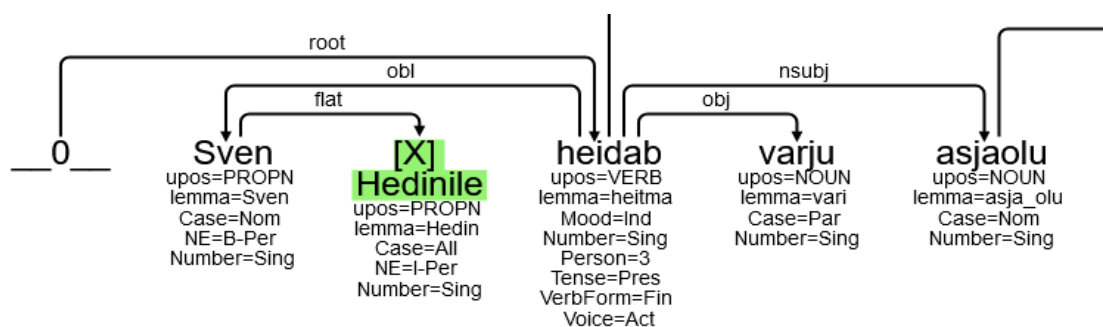 root
obl
nsubj
flat
obj
__0__ Sven [X] heidab varju asjaolu
Hedinile
upos=PROPN
lemma=Sven
Case=Nom
NE=B-Per
Number=Sing
upos=PROPN
lemma=Hedin
Case=All
NE=I-Per
Number=Sing
upos=VERB
lemma=heitma
Mood=Ind
Number=Sing
Person=3
Tense=Pres
VerbForm=Fin
Voice=Act
upos=NOUN
lemma=vari
Case=Par
Number=Sing
upos=NOUN
lemma=asja_olu
Case=Nom
Number=Sing